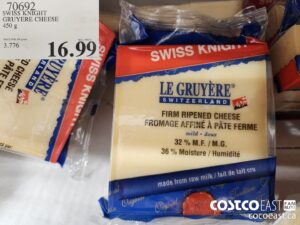 70692
SWISS KNIGHT
GRUYERE CHEESE
450 g
3.776
16.99
SWISS KNIGHT
LE GRUYÈRE®
SWITZERLAND
FIRM RIPENED CHEESE
FROMAGE AFFINÉ À PÂTE FERME
mild - doux
32 % M.F. / M.G.
36 % Moisture / Humidité
made from raw milk / lait de lait cru
COSTCO EAST
cocoeast.ca